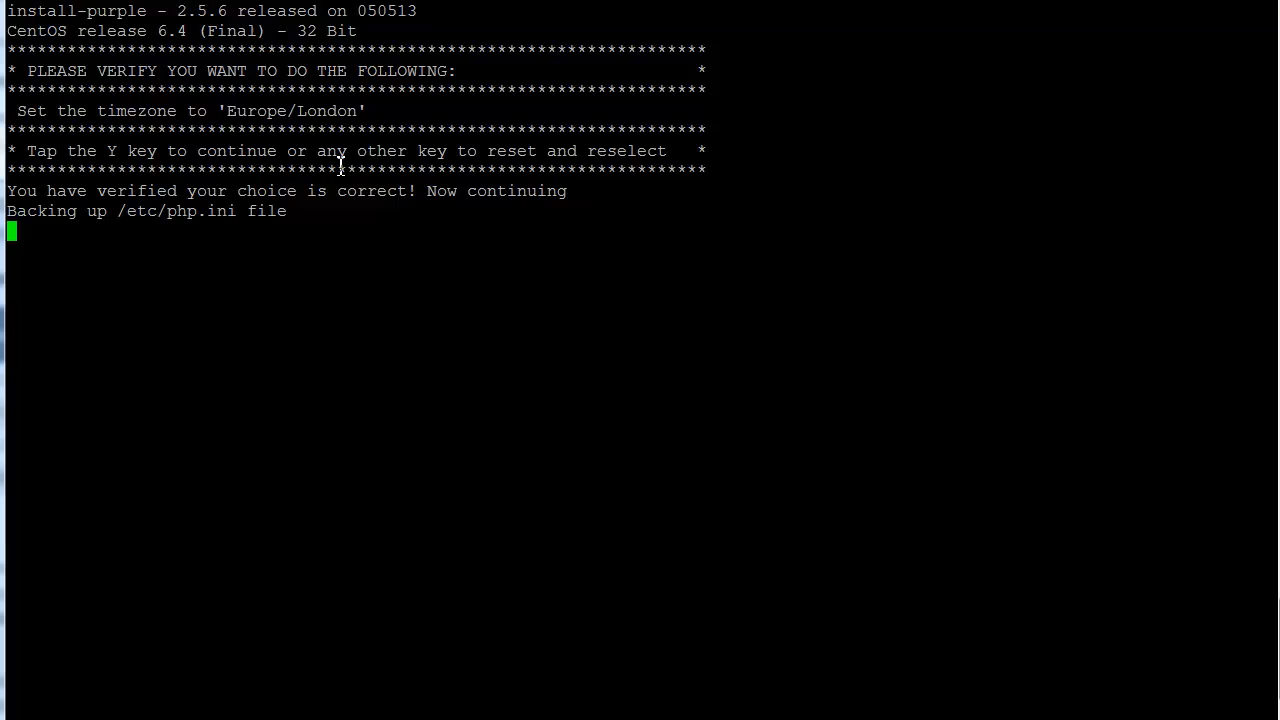 install-purple - 2.5.6 released on 050513
CentOS release 6.4 (Final) - 32 Bit
**********************************************************************
* PLEASE VERIFY YOU WANT TO DO THE FOLLOWING:                        *
**********************************************************************
 Set the timezone to 'Europe/London'
**********************************************************************
* Tap the Y key to continue or any other key to reset and reselect   *
**********************************************************************
You have verified your choice is correct! Now continuing
Backing up /etc/php.ini file